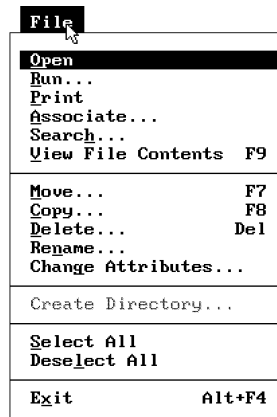 File
Open
Run...
Print
Associate...
Search...
View File Contents F9
Move... F7
Copy... F8
Delete... Del
Rename...
Change Attributes...
Create Directory...
Select All
Deselect All
Exit Alt+F4